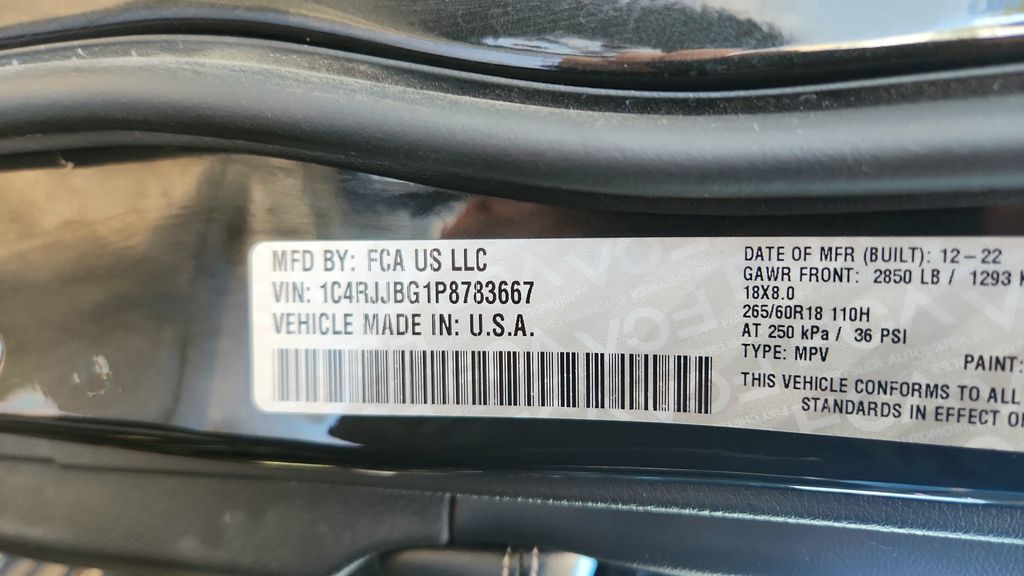 MFD BY: FCA US LLC
VIN: 1C4RJJBG1P8783667
VEHICLE MADE IN: U.S.A.
DATE OF MFR (BUILT): 12-22
GAWR FRONT: 2850 LB / 1293 K
18X8.0
265/60R18 110H
AT 250 kPa / 36 PSI
TYPE: MPV
PAINT:
THIS VEHICLE CONFORMS TO ALL
STANDARDS IN EFFECT O